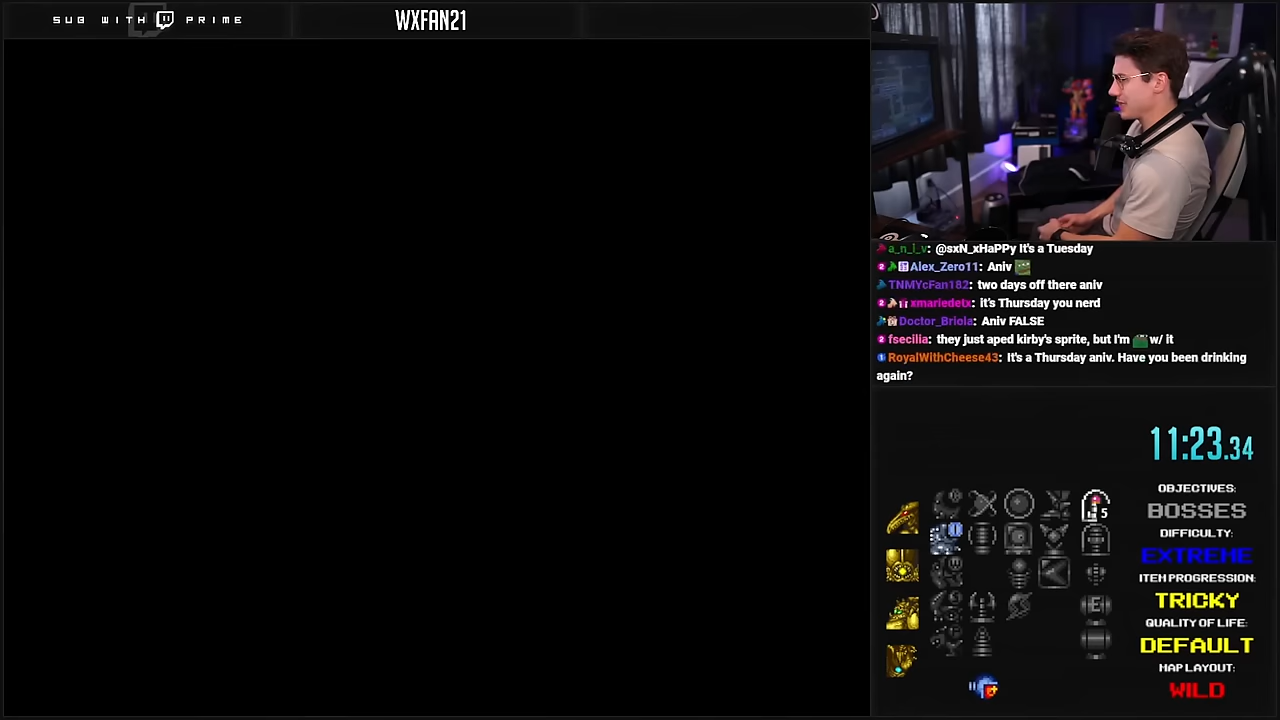 SUB WITH PRIME
WXFAN21
a_n_i_v: @sxN_xHaPPy It's a Tuesday
Alex_Zero11: Aniv
TNMYcFan182: two days off there aniv
xmariedetx: it's Thursday you nerd
Doctor_Briola: Aniv FALSE
fsecilia: they just aped kirby's sprite, but I'm w/ it
RoyalWithCheese43: It's a Thursday aniv. Have you been drinking
again?
11:23.34
OBJECTIVES:
BOSSES
DIFFICULTY:
EXTREME
ITEM PROGRESSION:
TRICKY
QUALITY OF LIFE:
DEFAULT
MAP LAYOUT:
WILD
5
E